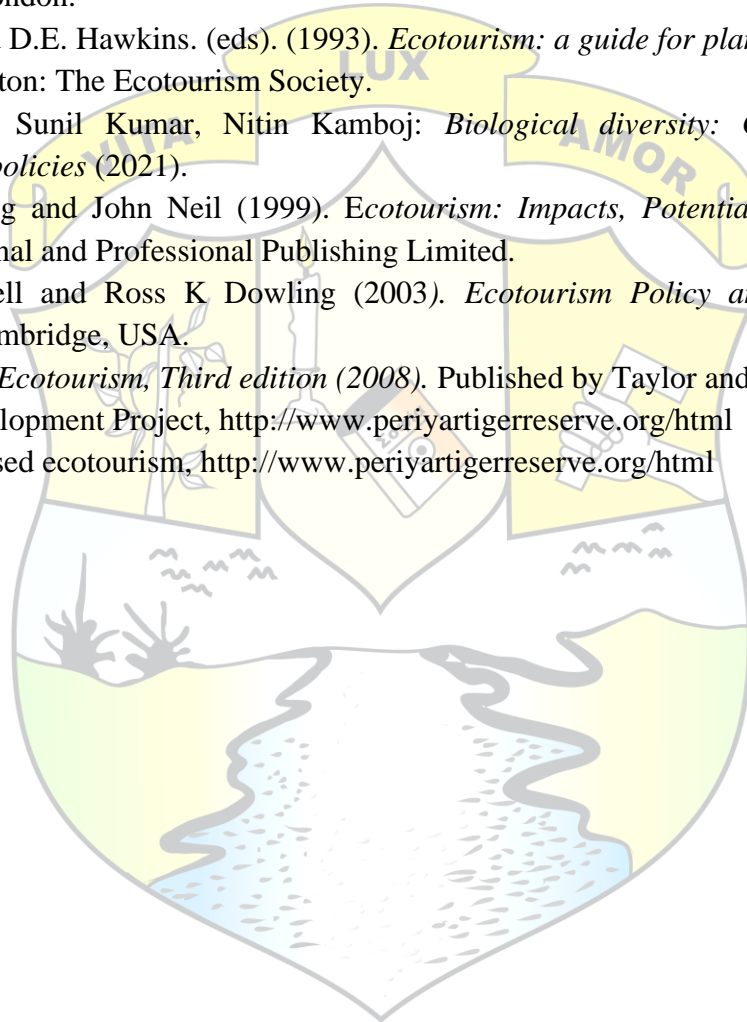 ondon.
D.E. Hawkins. (eds). (1993). Ecotourism: a guide for plan
ton: The Ecotourism Society.
Sunil Kumar, Nitin Kamboj: Biological diversity:
policies (2021).
g and John Neil (1999). Ecotourism: Impacts, Potentia
nal and Professional Publishing Limited.
ell and Ross K Dowling (2003). Ecotourism Policy a
mbridge, USA.
Ecotourism, Third edition (2008). Published by Taylor and
lopment Project, http://www.periyartigerreserve.org/html
sed ecotourism, http://www.periyartigerreserve.org/html
VITA
LUX
AMOR